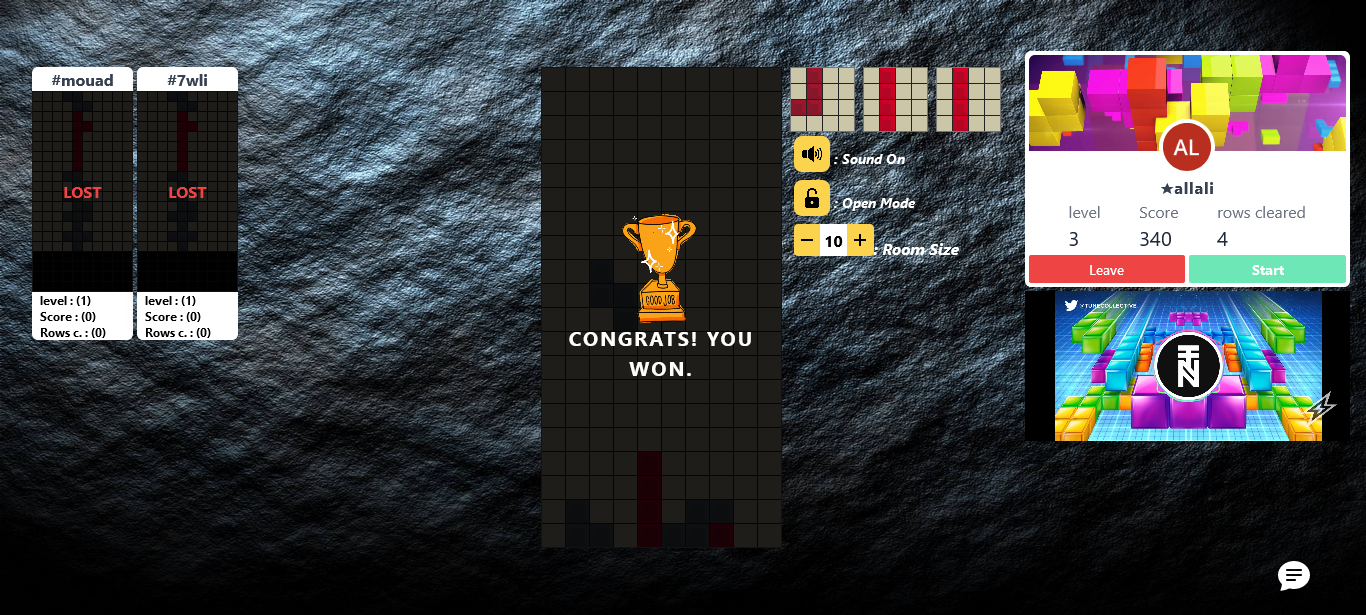 #mouad
LOST
level : (1)
Score : (0)
Rows c. : (0)
#7wli
LOST
level : (1)
Score : (0)
Rows c. : (0)
GOOD JOB
CONGRATS! YOU
WON.
: Sound On
: Open Mode
− 10 + : Room Size
AL
★allali
level Score rows cleared
3 340 4
Leave Start
@TUNECOLLECTIVE
TN